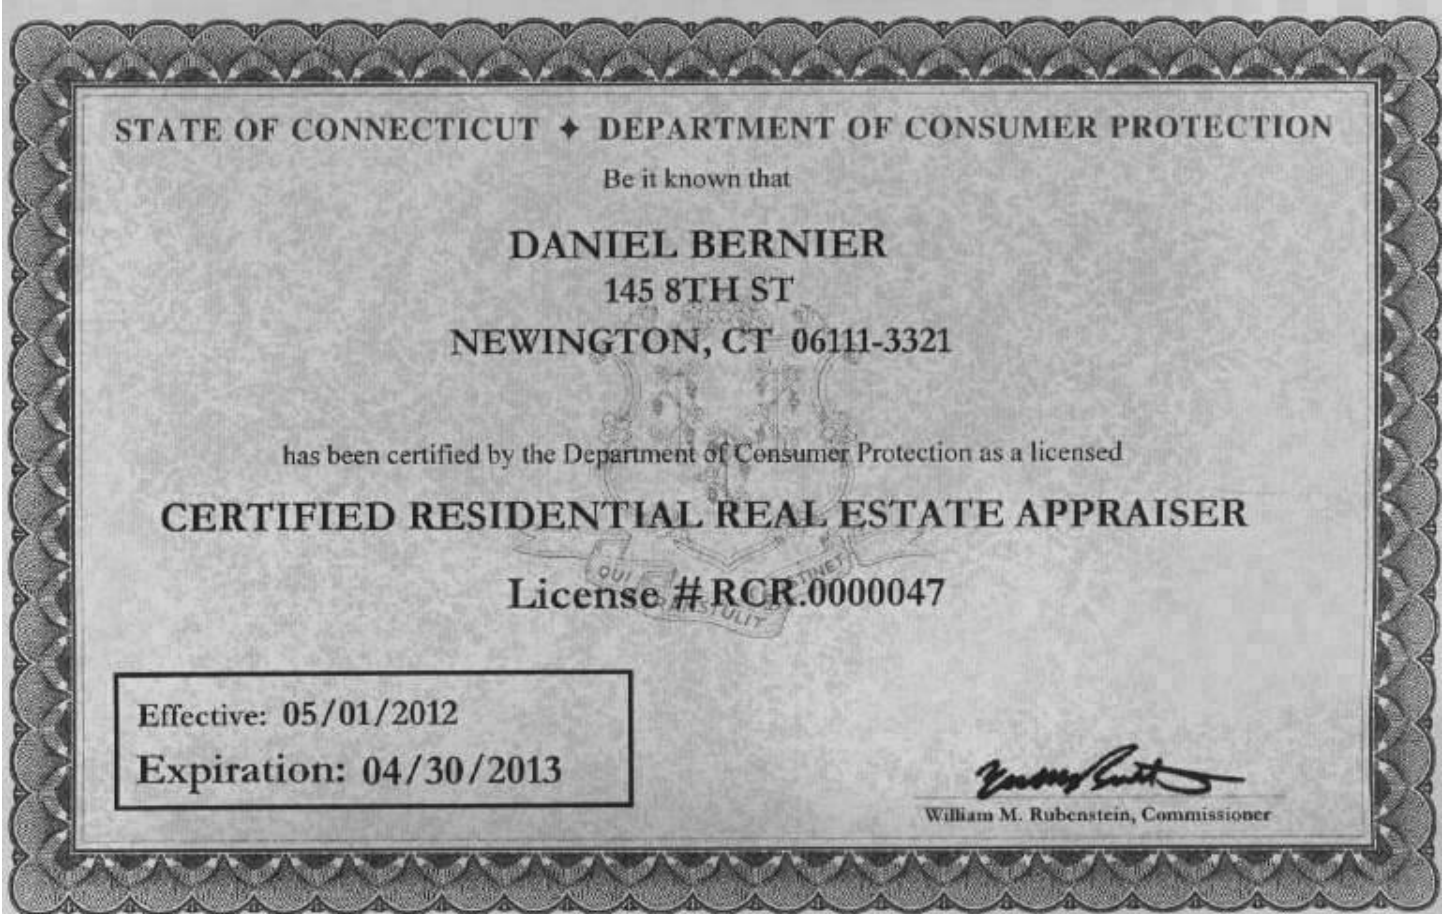 STATE OF CONNECTICUT ✦ DEPARTMENT OF CONSUMER PROTECTION
Be it known that
DANIEL BERNIER
145 8TH ST
NEWINGTON, CT 06111-3321
has been certified by the Department of Consumer Protection as a licensed
CERTIFIED RESIDENTIAL REAL ESTATE APPRAISER
License # RCR.0000047
QUI
Effective: 05/01/2012
Expiration: 04/30/2013
William M. Rubenstein, Commissioner